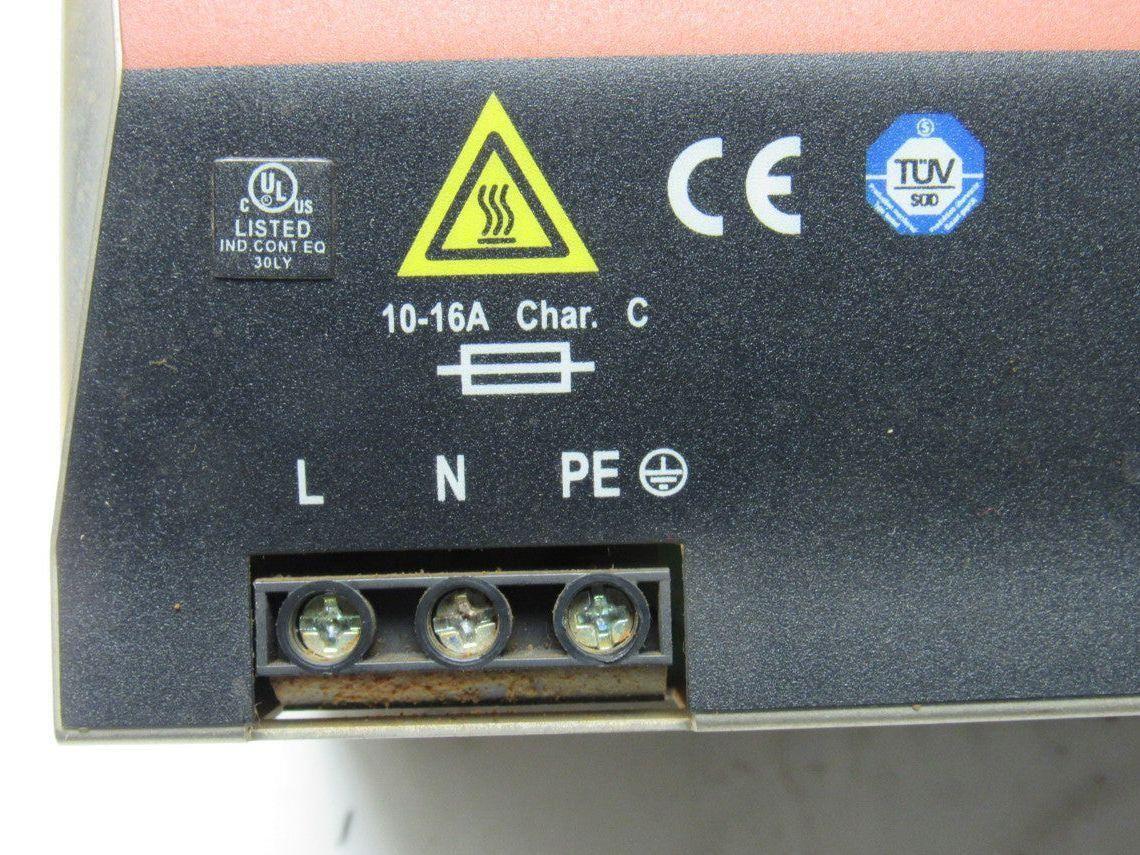 C UL US
LISTED
IND.CONT.EQ
30LY
CE
TÜV
SÜD
10-16A Char. C
L N PE